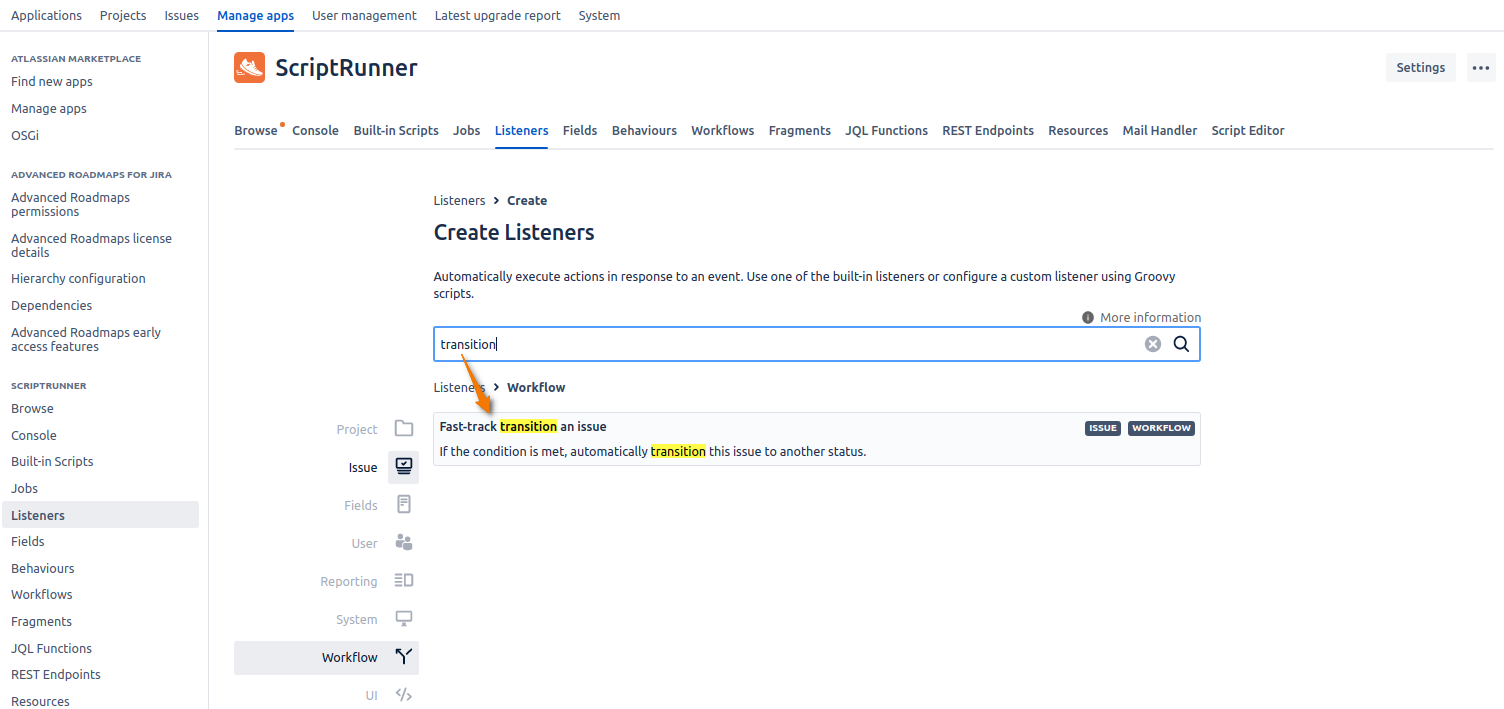 Applications Projects Issues Manage apps User management Latest upgrade report System
ATLASSIAN MARKETPLACE
Find new apps
Manage apps
OSGi
ADVANCED ROADMAPS FOR JIRA
Advanced Roadmaps
permissions
Advanced Roadmaps license
details
Hierarchy configuration
Dependencies
Advanced Roadmaps early
access features
SCRIPTRUNNER
Browse
Console
Built-in Scripts
Jobs
Listeners
Fields
Behaviours
Workflows
Fragments
JQL Functions
REST Endpoints
Resources
ScriptRunner
Settings
Browse Console Built-in Scripts Jobs Listeners Fields Behaviours Workflows Fragments JQL Functions REST Endpoints Resources Mail Handler Script Editor
Listeners > Create
Create Listeners
Automatically execute actions in response to an event. Use one of the built-in listeners or configure a custom listener using Groovy
scripts.
More information
transition
Listeners > Workflow
Project
Issue
Fields
User
Reporting
System
Workflow
UI
Fast-track transition an issue
ISSUE WORKFLOW
If the condition is met, automatically transition this issue to another status.